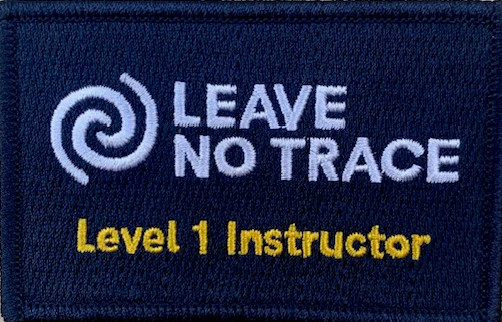 LEAVE
NO TRACE
Level 1 Instructor